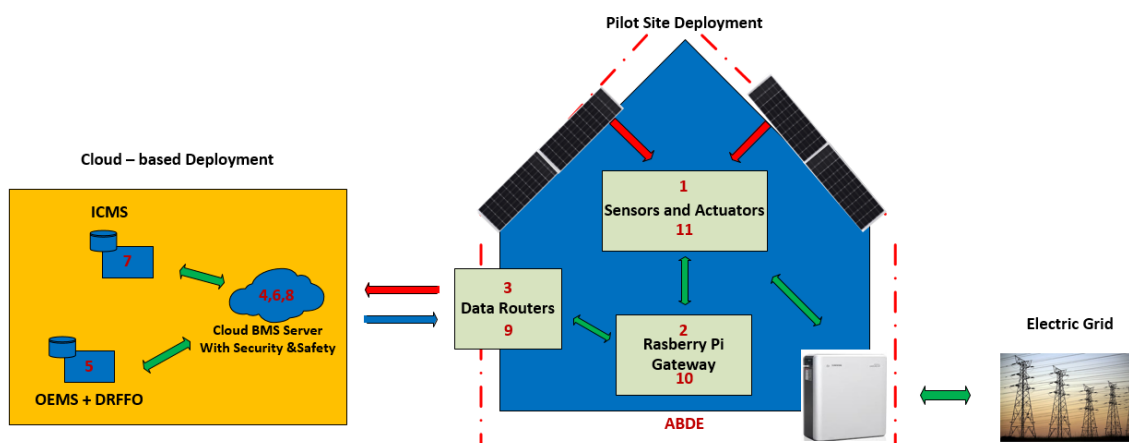 Pilot Site Deployment
Cloud – based Deployment
ICMS
7
4,6,8
Cloud BMS Server
With Security &Safety
5
OEMS + DRFFO
1
Sensors and Actuators
11
3
Data Routers
9
2
Rasberry Pi
Gateway
10
ABDE
Electric Grid